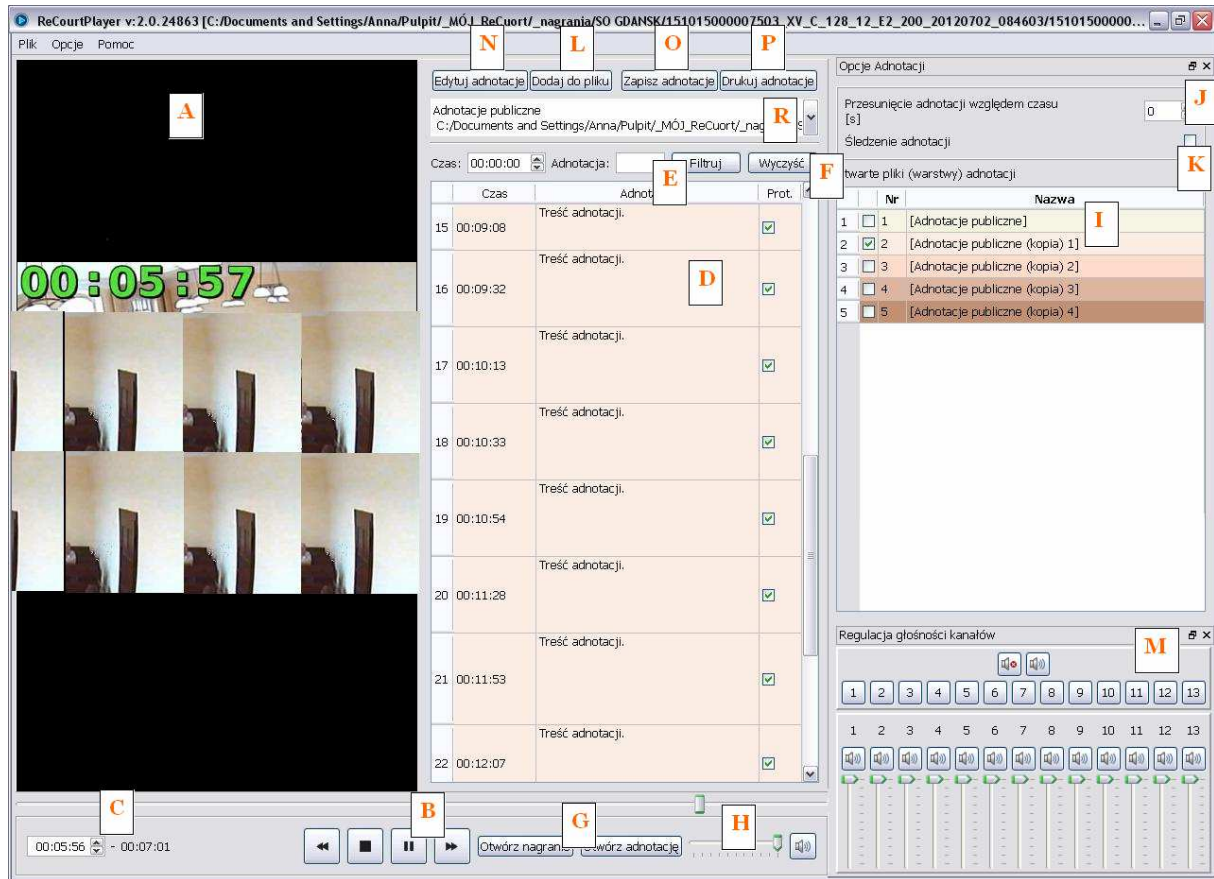 ReCourtPlayer v:2.0.24863 [C:/Documents and Settings/Anna/Pulpit/_MÓJ_ReCuort/_nagrania/SO GDANSK/151015000007503_XV_C_128_12_E2_200_20120702_084603/15101500000...
Plik Opcje Pomoc
N L O P
Edytuj adnotacje Dodaj do pliku Zapisz adnotacje Drukuj adnotacje
Adnotacje publiczne
C:/Documents and Settings/Anna/Pulpit/_MÓJ_ReCuort/_nag
R
Czas: 00:00:00 Adnotacja: Filtruj Wyczyść
E F
Czas Adnot Prot.
15 00:09:08 Treść adnotacji.
16 00:09:32 Treść adnotacji.
D
17 00:10:13 Treść adnotacji.
18 00:10:33 Treść adnotacji.
19 00:10:54 Treść adnotacji.
20 00:11:28 Treść adnotacji.
21 00:11:53 Treść adnotacji.
22 00:12:07 Treść adnotacji.
A
00:05:57
C B G H
00:05:56 - 00:07:01
Otwórz nagranie twórz adnotację
Opcje Adnotacji
Przesunięcie adnotacji względem czasu
[s]
0
J
Śledzenie adnotacji
K
twarte pliki (warstwy) adnotacji
Nr Nazwa
1 1 [Adnotacje publiczne]
I
2 2 [Adnotacje publiczne (kopia) 1]
3 3 [Adnotacje publiczne (kopia) 2]
4 4 [Adnotacje publiczne (kopia) 3]
5 5 [Adnotacje publiczne (kopia) 4]
Regulacja głośności kanałów
M
1 2 3 4 5 6 7 8 9 10 11 12 13
1 2 3 4 5 6 7 8 9 10 11 12 13